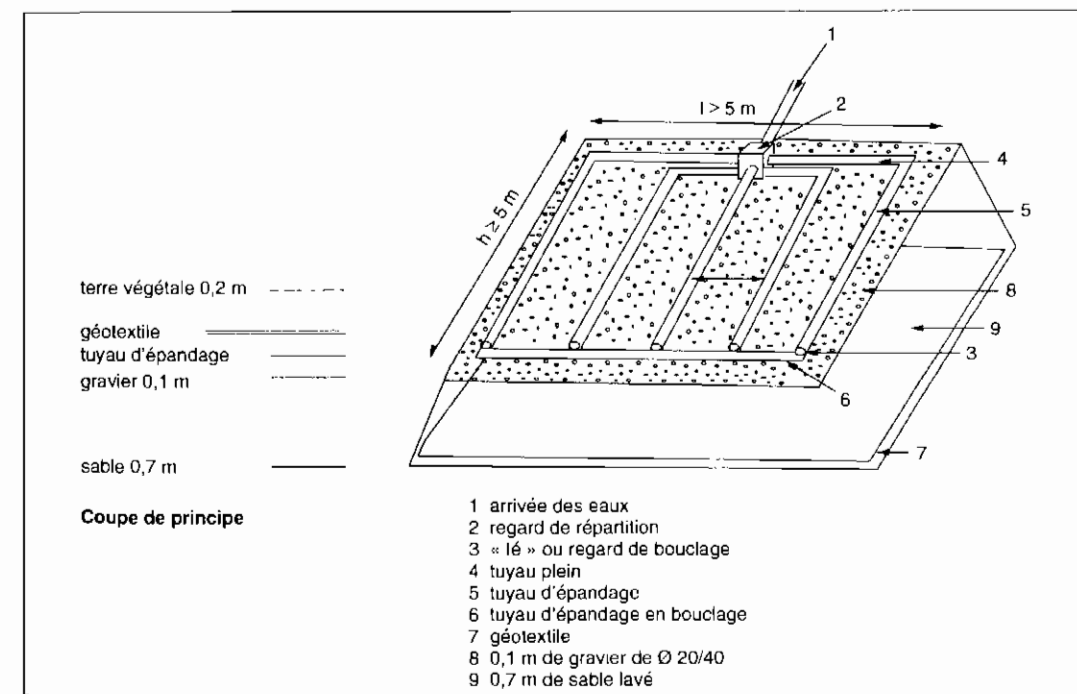 1
l > 5 m
2
4
h ≥ 5 m
5
terre végétale 0,2 m
8
géotextile
9
tuyau d'épandage
3
gravier 0,1 m
6
sable 0,7 m
7
Coupe de principe
1 arrivée des eaux
2 regard de répartition
3 « lé » ou regard de bouclage
4 tuyau plein
5 tuyau d'épandage
6 tuyau d'épandage en bouclage
7 géotextile
8 0,1 m de gravier de Ø 20/40
9 0,7 m de sable lavé